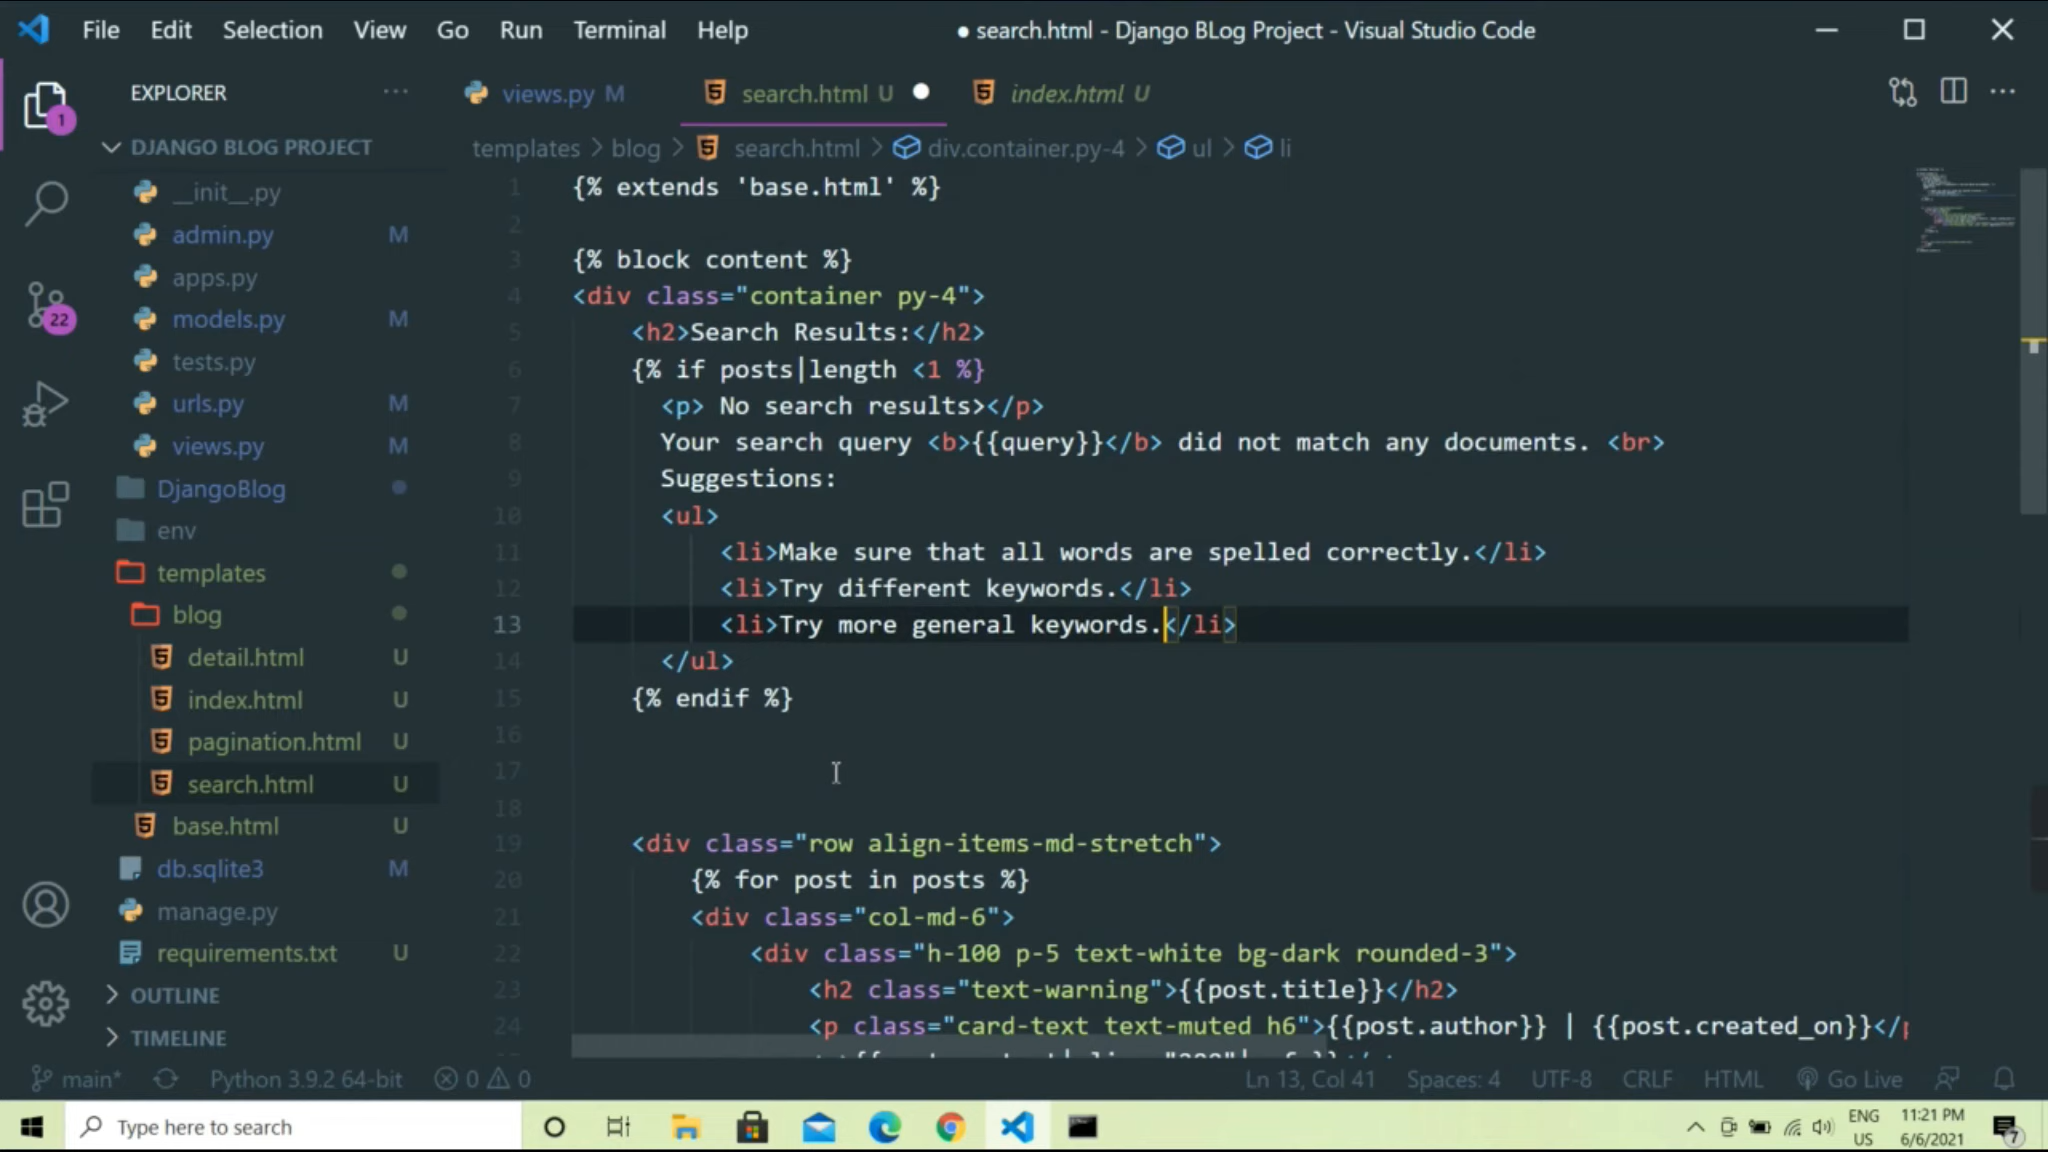 File Edit Selection View Go Run Terminal Help
● search.html - Django BLog Project - Visual Studio Code
EXPLORER
views.py M
search.html U
index.html U
DJANGO BLOG PROJECT
templates > blog > search.html > div.container.py-4 > ul > li
__init__.py
admin.py M
apps.py
models.py M
tests.py
urls.py M
views.py M
DjangoBlog
env
templates
blog
detail.html U
index.html U
pagination.html U
search.html U
base.html U
db.sqlite3 M
manage.py
requirements.txt U
OUTLINE
TIMELINE
1
22
1 {% extends 'base.html' %}
2
3 {% block content %}
4 <div class="container py-4">
5 <h2>Search Results:</h2>
6 {% if posts|length <1 %}
7 <p> No search results></p>
8 Your search query <b>{{query}}</b> did not match any documents. <br>
9 Suggestions:
10 <ul>
11 <li>Make sure that all words are spelled correctly.</li>
12 <li>Try different keywords.</li>
13 <li>Try more general keywords.</li>
14 </ul>
15 {% endif %}
16
17
18
19 <div class="row align-items-md-stretch">
20 {% for post in posts %}
21 <div class="col-md-6">
22 <div class="h-100 p-5 text-white bg-dark rounded-3">
23 <h2 class="text-warning">{{post.title}}</h2>
24 <p class="card-text text-muted h6">{{post.author}} | {{post.created_on}}</p
main* Python 3.9.2 64-bit 0 0 Ln 13, Col 41 Spaces: 4 UTF-8 CRLF HTML Go Live
Type here to search
ENG
US
11:21 PM
6/6/2021
7